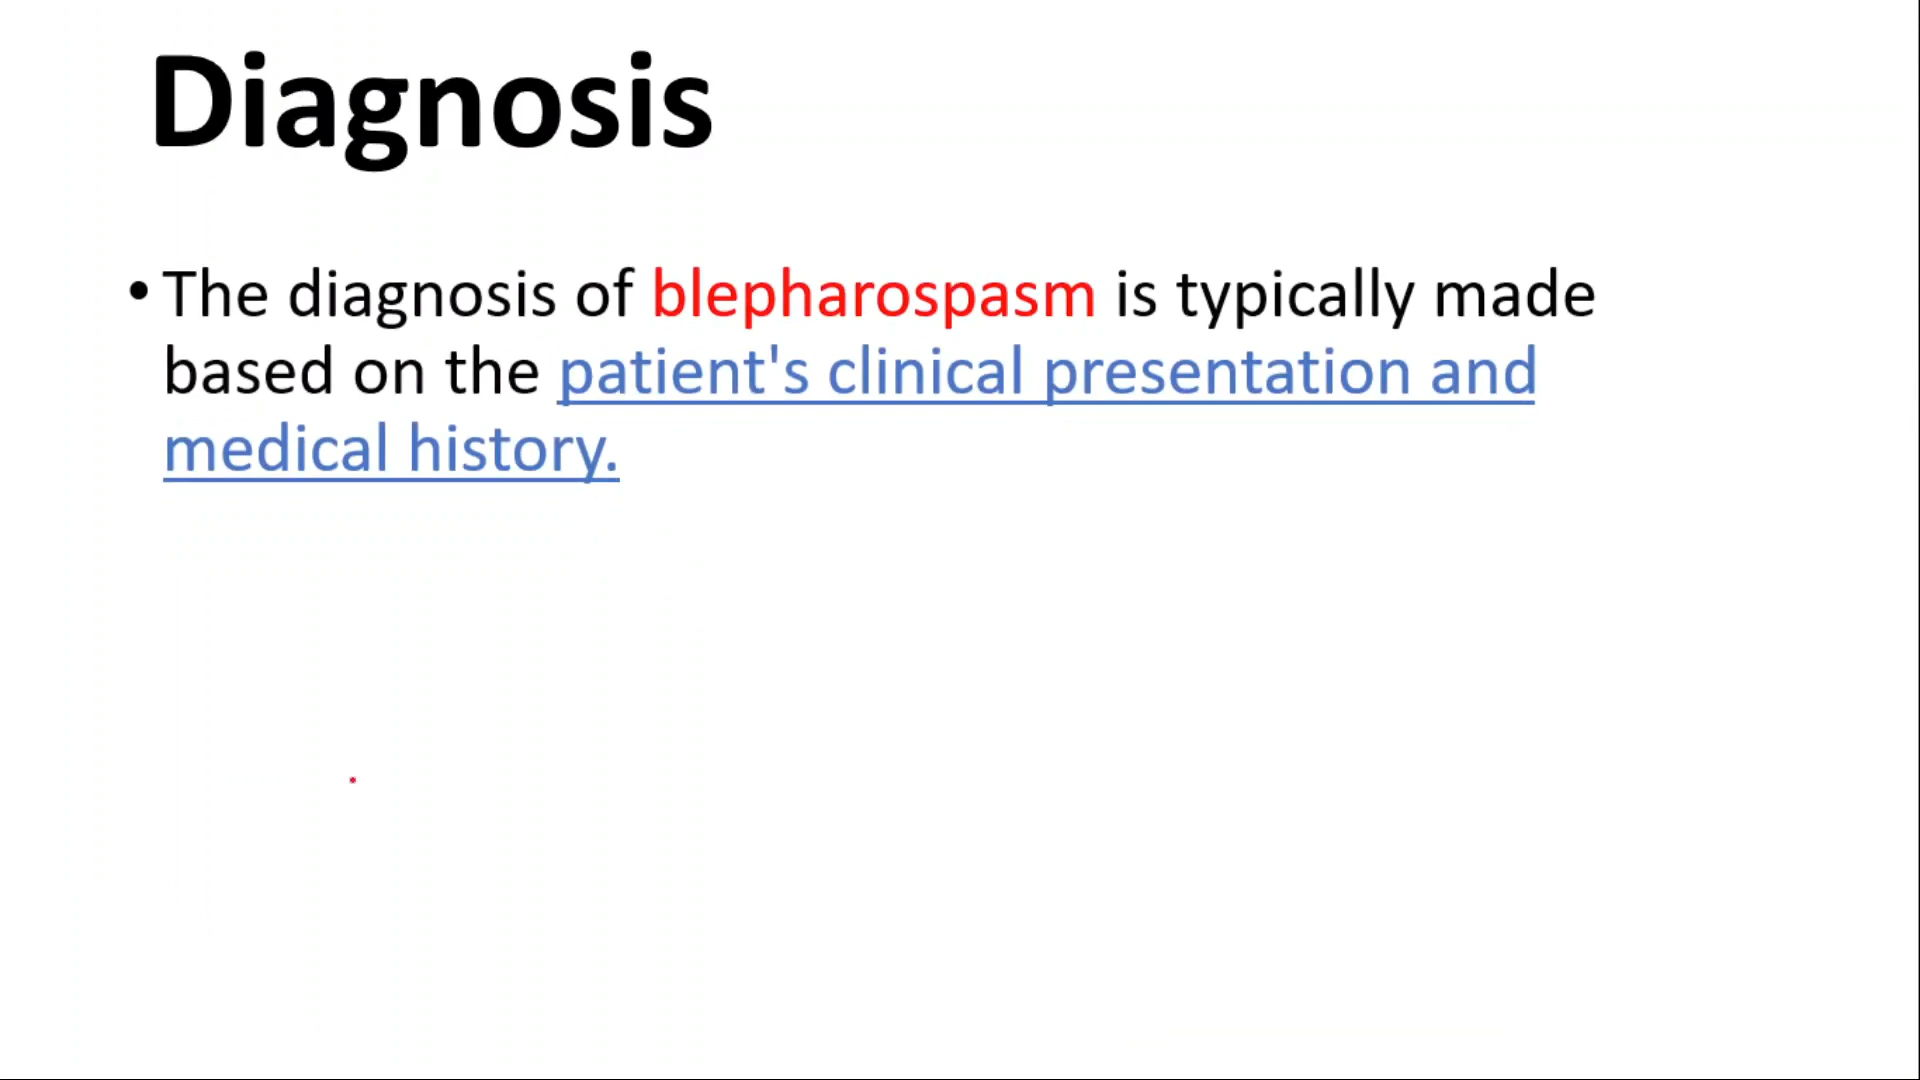 Diagnosis
• The diagnosis of blepharospasm is typically made
based on the patient's clinical presentation and
medical history.